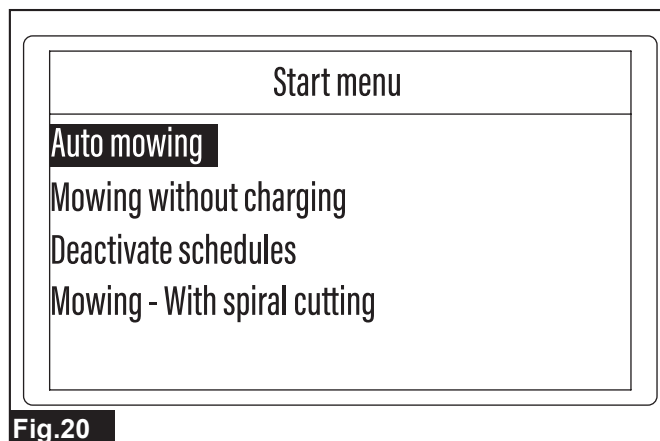 Start menu
Auto mowing
Mowing without charging
Deactivate schedules
Mowing - With spiral cutting
Fig.20